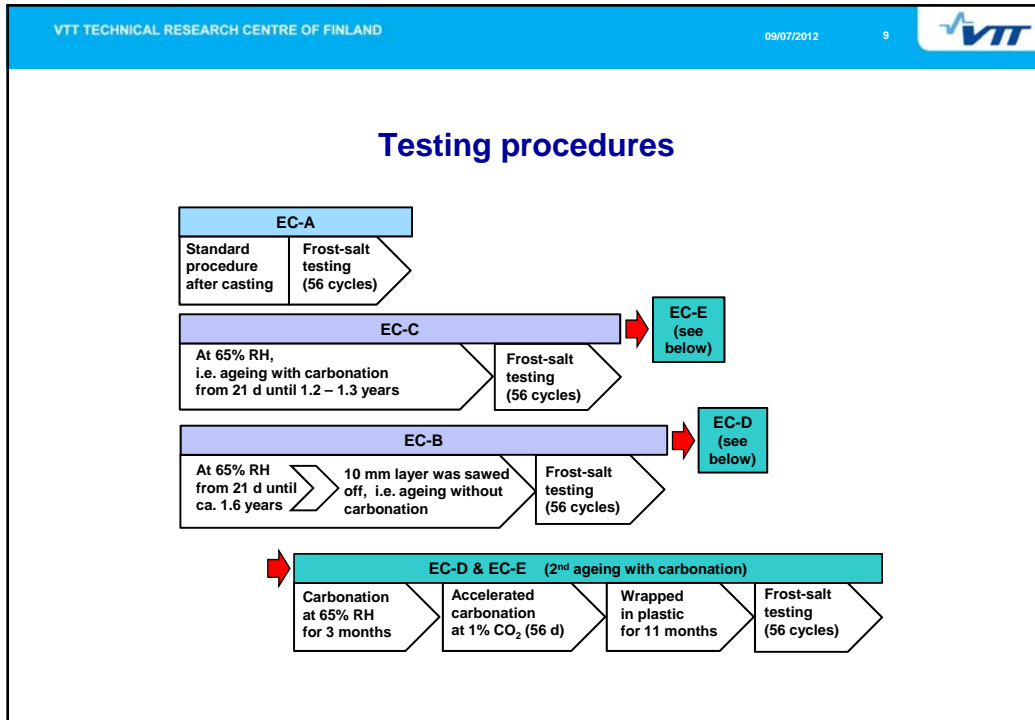 VTT TECHNICAL RESEARCH CENTRE OF FINLAND
09/07/2012
9
VTT
Testing procedures
EC-A
Standard
procedure
after casting
Frost-salt
testing
(56 cycles)
EC-C
At 65% RH,
i.e. ageing with carbonation
from 21 d until 1.2 – 1.3 years
Frost-salt
testing
(56 cycles)
EC-E
(see
below)
EC-B
At 65% RH
from 21 d until
ca. 1.6 years
10 mm layer was sawed
off, i.e. ageing without
carbonation
Frost-salt
testing
(56 cycles)
EC-D
(see
below)
EC-D & EC-E (2nd ageing with carbonation)
Carbonation
at 65% RH
for 3 months
Accelerated
carbonation
at 1% CO₂ (56 d)
Wrapped
in plastic
for 11 months
Frost-salt
testing
(56 cycles)